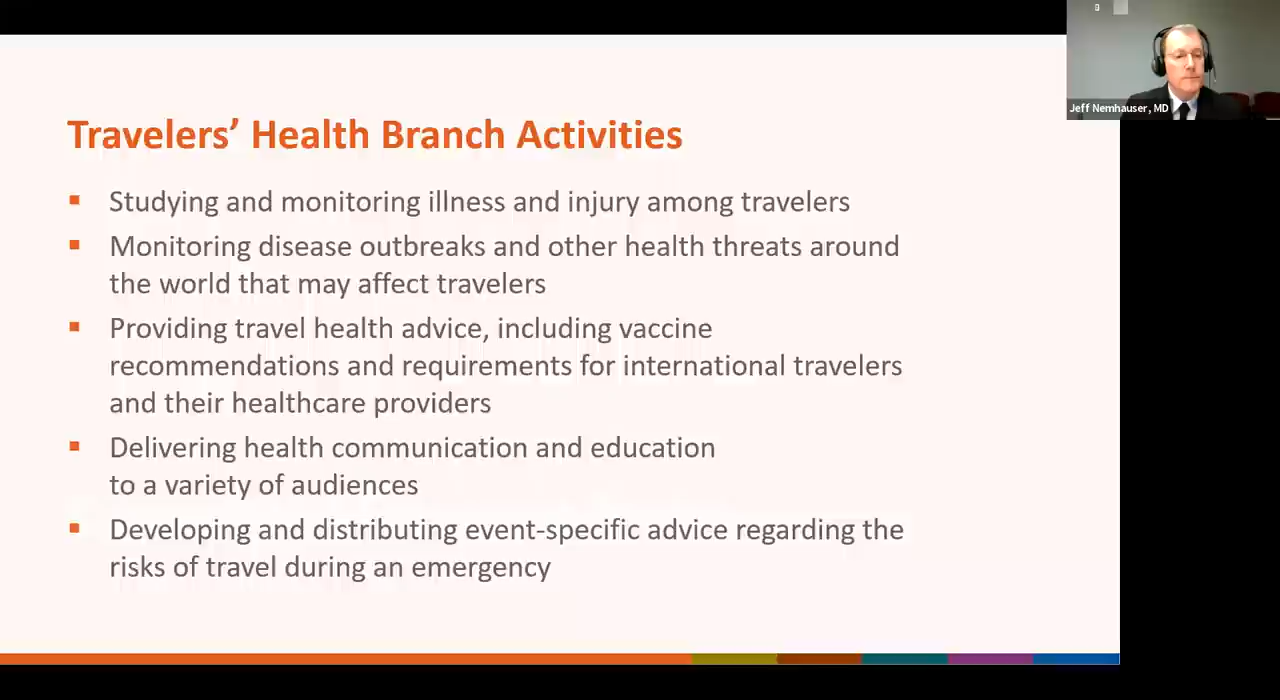 Jeff Nemhauser, MD
Travelers’ Health Branch Activities
▪ Studying and monitoring illness and injury among travelers
▪ Monitoring disease outbreaks and other health threats around
the world that may affect travelers
▪ Providing travel health advice, including vaccine
recommendations and requirements for international travelers
and their healthcare providers
▪ Delivering health communication and education
to a variety of audiences
▪ Developing and distributing event-specific advice regarding the
risks of travel during an emergency